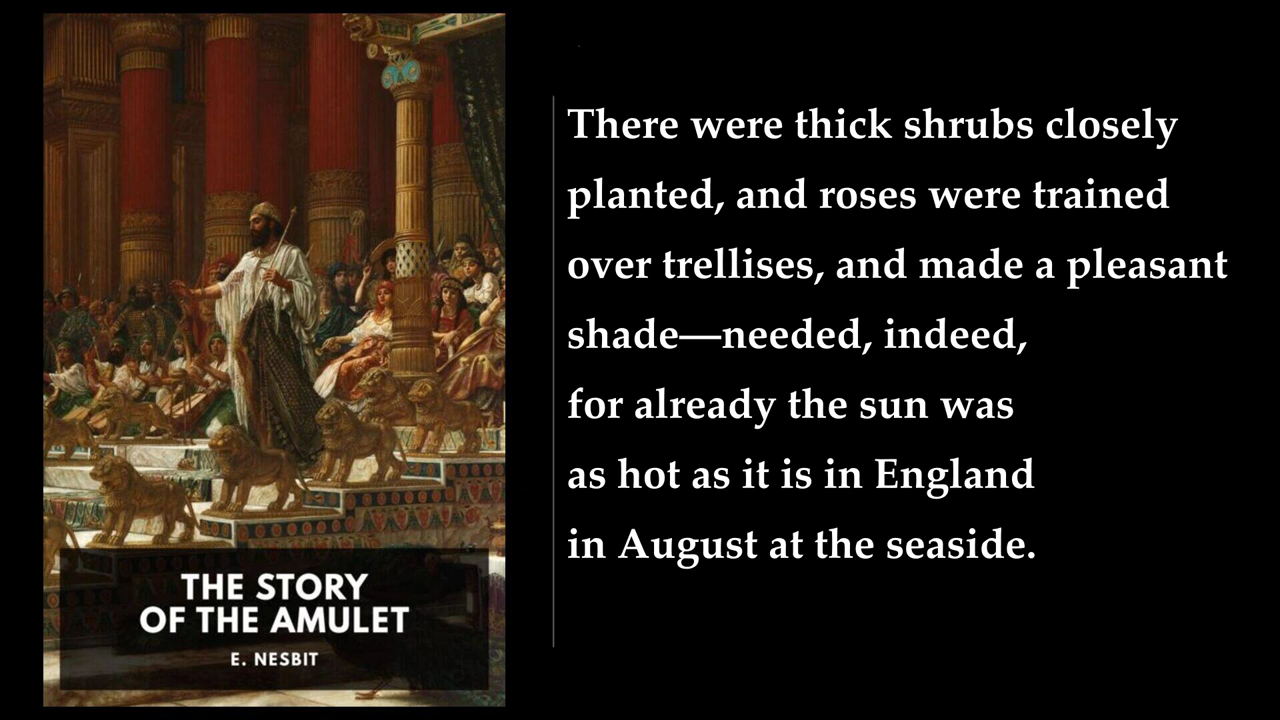 There were thick shrubs closely
planted, and roses were trained
over trellises, and made a pleasant
shade—needed, indeed,
for already the sun was
as hot as it is in England
in August at the seaside.
THE STORY
OF THE AMULET
E. NESBIT